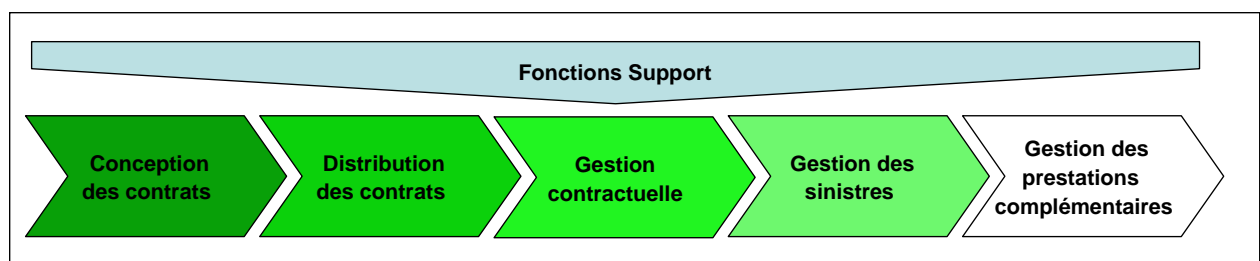 Fonctions Support
Conception
des contrats
Distribution
des contrats
Gestion
contractuelle
Gestion des
sinistres
Gestion des
prestations
complémentaires